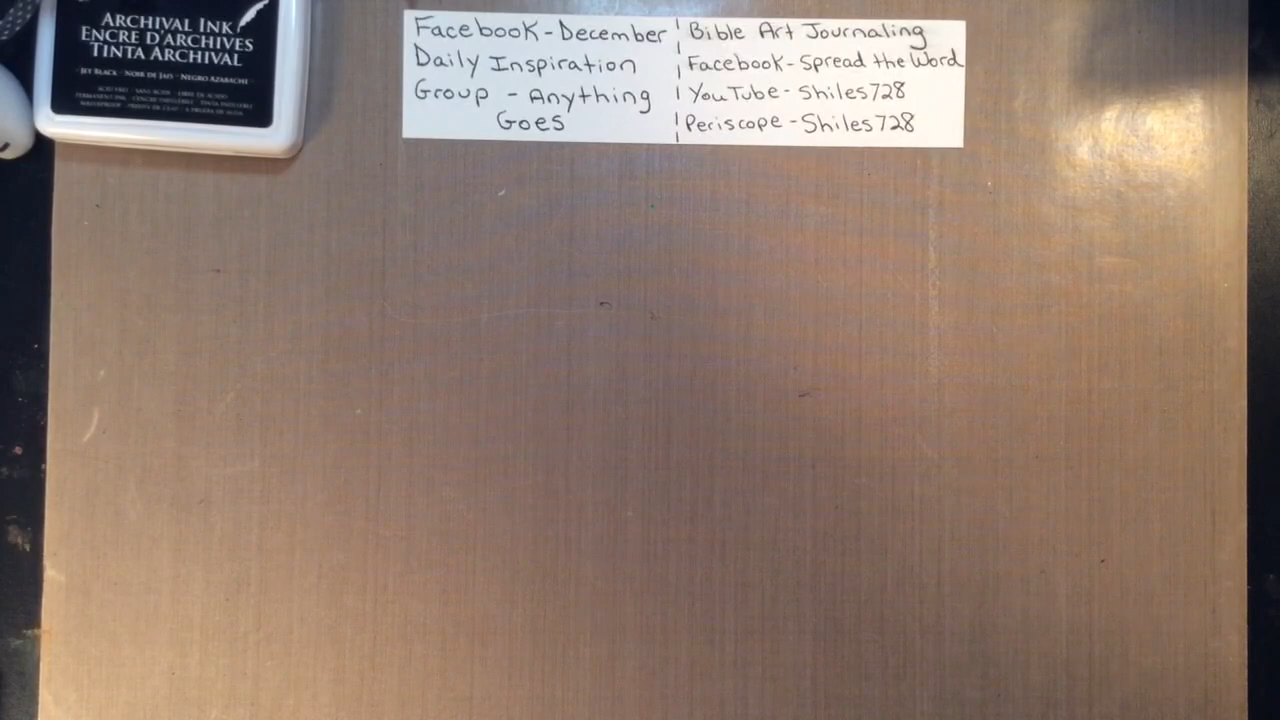 ARCHIVAL INK
ENCRE D'ARCHIVES
TINTA ARCHIVAL
JET BLACK · NOIR DE JAIS · NEGRO AZABACHE
Facebook - December
Daily Inspiration
Group - Anything
Goes
Bible Art Journaling
Facebook - Spread the Word
YouTube - Shiles728
Periscope - Shiles728